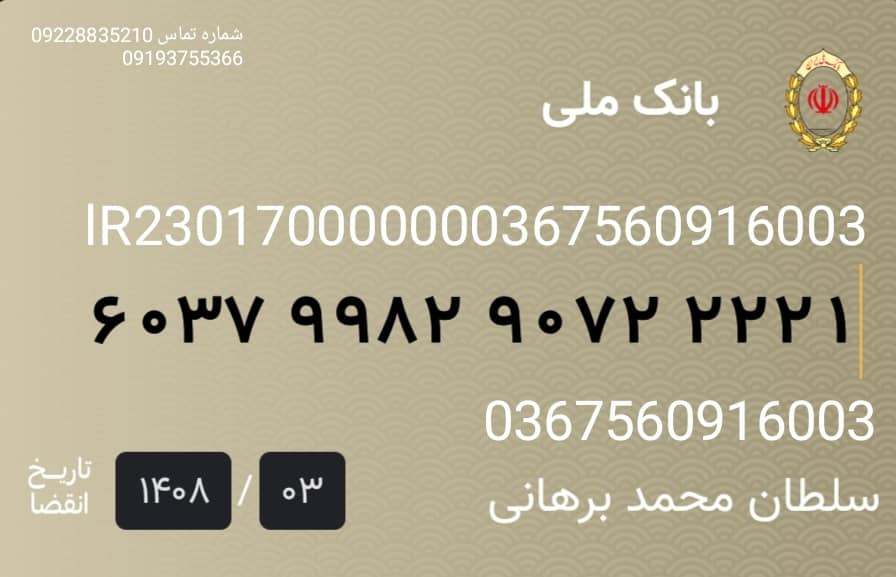 شماره تماس 09228835210
09193755366
بانک ملی
IR230170000000367560916003
۶۰۳۷ ۹۹۸۲ ۹۰۷۲ ۲۲۲۱
0367560916003
سلطان محمد برهانی
تاریخ انقضا
۱۴۰۸ / ۰۳